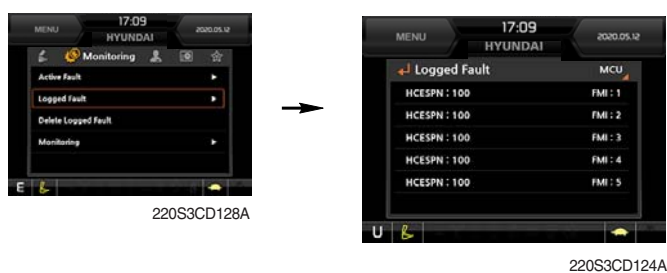 MENU
17:09
2020.05.12
HYUNDAI
Monitoring
Active Fault
Logged Fault
Delete Logged Fault
Monitoring
E
220S3CD128A
MENU
17:09
2020.05.12
HYUNDAI
Logged Fault
MCU
HCESPN : 100 FMI : 1
HCESPN : 100 FMI : 2
HCESPN : 100 FMI : 3
HCESPN : 100 FMI : 4
HCESPN : 100 FMI : 5
U
220S3CD124A